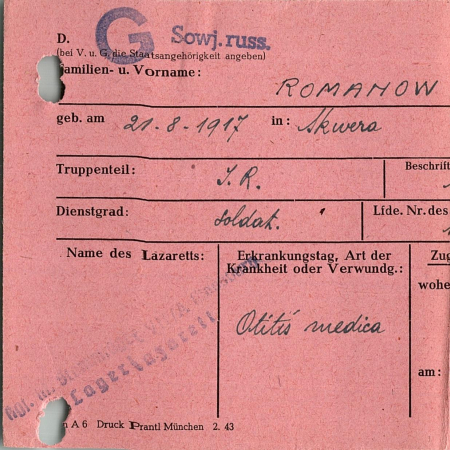 D.
G Sowj.russ.
(bei V. u. G. die Staatsangehörigkeit angeben)
Familien- u. Vorname:
ROMANOW
geb. am 21-8-1917 in: Skwera
Truppenteil: J.R. Beschrift
Dienstgrad: Soldat. Lfde. Nr. des
Name des Lazaretts:
Erkrankungstag, Art der
Krankheit oder Verwundg.:
Zug
wohe
Otitis medica
am:
Lagerlazarett
A 6 Druck Prantl München 2. 43